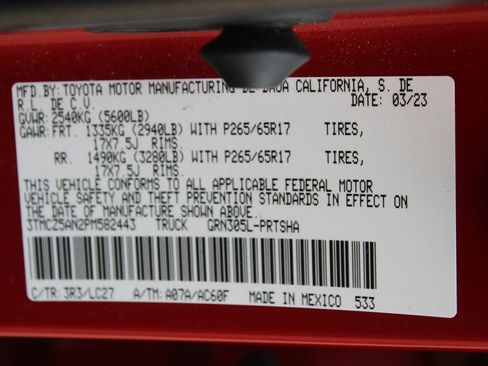 MFD. BY: TOYOTA MOTOR MANUFACTURING DE BAJA CALIFORNIA, S. DE
R.L. DE C.V. DATE: 03/23
GVWR: 2540KG (5600LB)
GAWR: FRT. 1335KG (2940LB) WITH P265/65R17 TIRES,
17X7.5J RIMS.
RR. 1490KG (3280LB) WITH P265/65R17 TIRES,
17X7.5J RIMS.
THIS VEHICLE CONFORMS TO ALL APPLICABLE FEDERAL MOTOR
VEHICLE SAFETY AND THEFT PREVENTION STANDARDS IN EFFECT ON
THE DATE OF MANUFACTURE SHOWN ABOVE.
3TMCZ5AN2PM582443 TRUCK GRN305L-PRTSHA
C/TR: 3R3/LC27 A/TM: A07A/AC60F MADE IN MEXICO 533